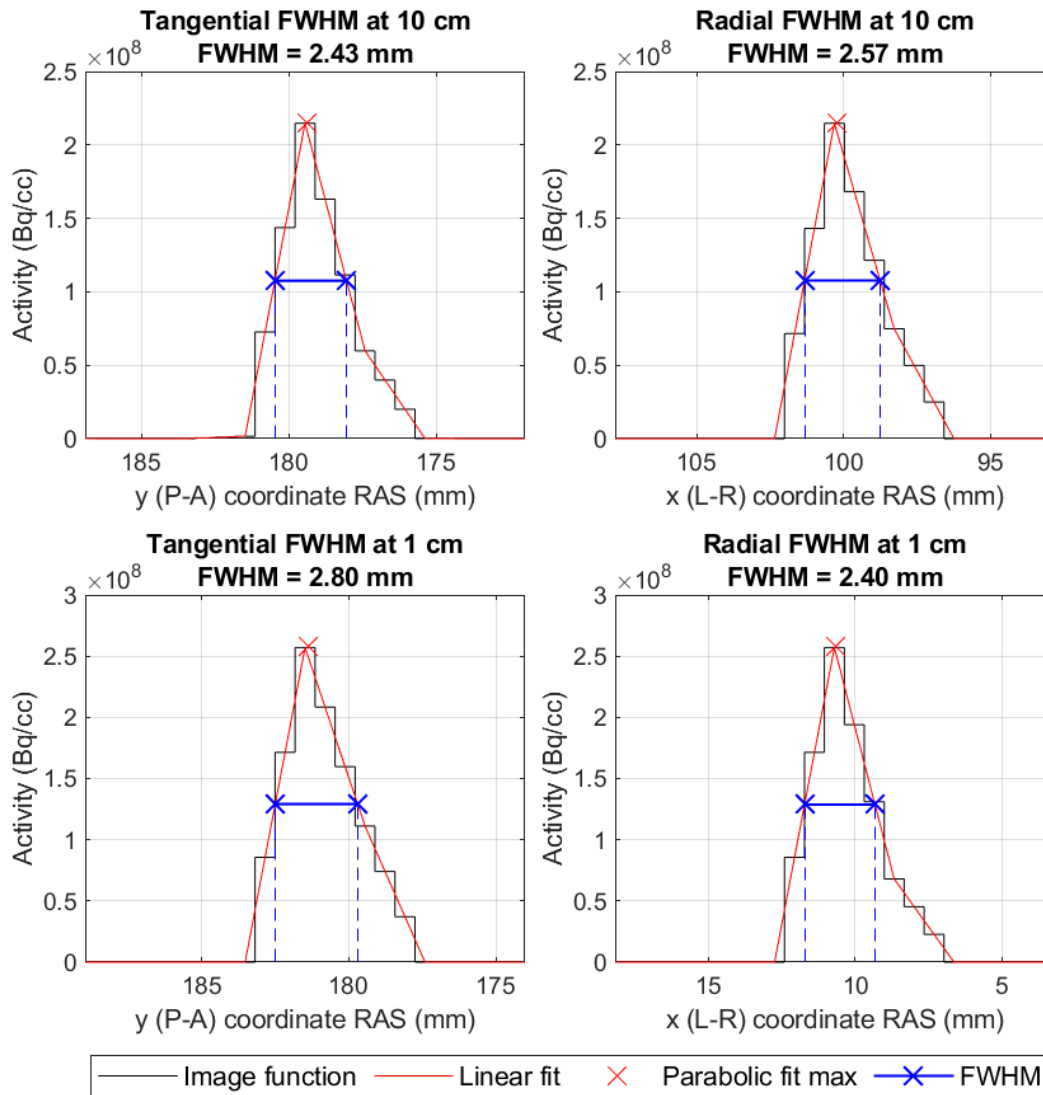 Tangential FWHM at 10 cm
FWHM = 2.43 mm
×10^8
2.5
2
1.5
1
0.5
0
Activity (Bq/cc)
185
180
175
y (P-A) coordinate RAS (mm)
Radial FWHM at 10 cm
FWHM = 2.57 mm
×10^8
2.5
2
1.5
1
0.5
0
Activity (Bq/cc)
105
100
95
x (L-R) coordinate RAS (mm)
Tangential FWHM at 1 cm
FWHM = 2.80 mm
×10^8
3
2.5
2
1.5
1
0.5
0
Activity (Bq/cc)
185
180
175
y (P-A) coordinate RAS (mm)
Radial FWHM at 1 cm
FWHM = 2.40 mm
×10^8
3
2.5
2
1.5
1
0.5
0
Activity (Bq/cc)
15
10
5
x (L-R) coordinate RAS (mm)
Image function
Linear fit
Parabolic fit max
FWHM